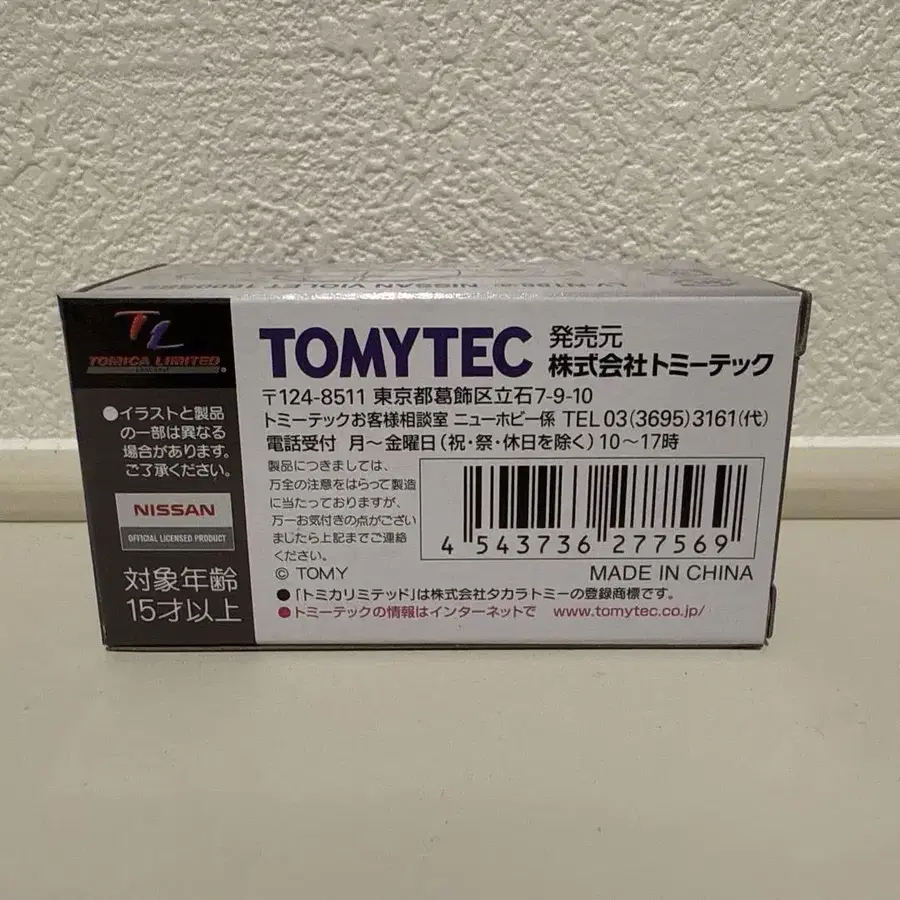 NISSAN VIOLET 1600SSS
TL
TOMICA LIMITED
●イラストと製品
の一部は異なる
場合があります。
ご了承ください。
NISSAN
OFFICIAL LICENSED PRODUCT
対象年齢
15才以上
TOMYTEC
発売元
株式会社トミーテック
〒124-8511 東京都葛飾区立石7-9-10
トミーテックお客様相談室 ニューホビー係 TEL 03(3695)3161(代)
電話受付 月〜金曜日(祝・祭・休日を除く)10〜17時
製品につきましては、
万全の注意をはらって製造
に当たっておりますが、
万一お気付きの点がござい
ましたら上記までご連絡
ください。
4 543736 277569
© TOMY
MADE IN CHINA
●「トミカリミテッド」は株式会社タカラトミーの登録商標です。
●トミーテックの情報はインターネットで www.tomytec.co.jp/